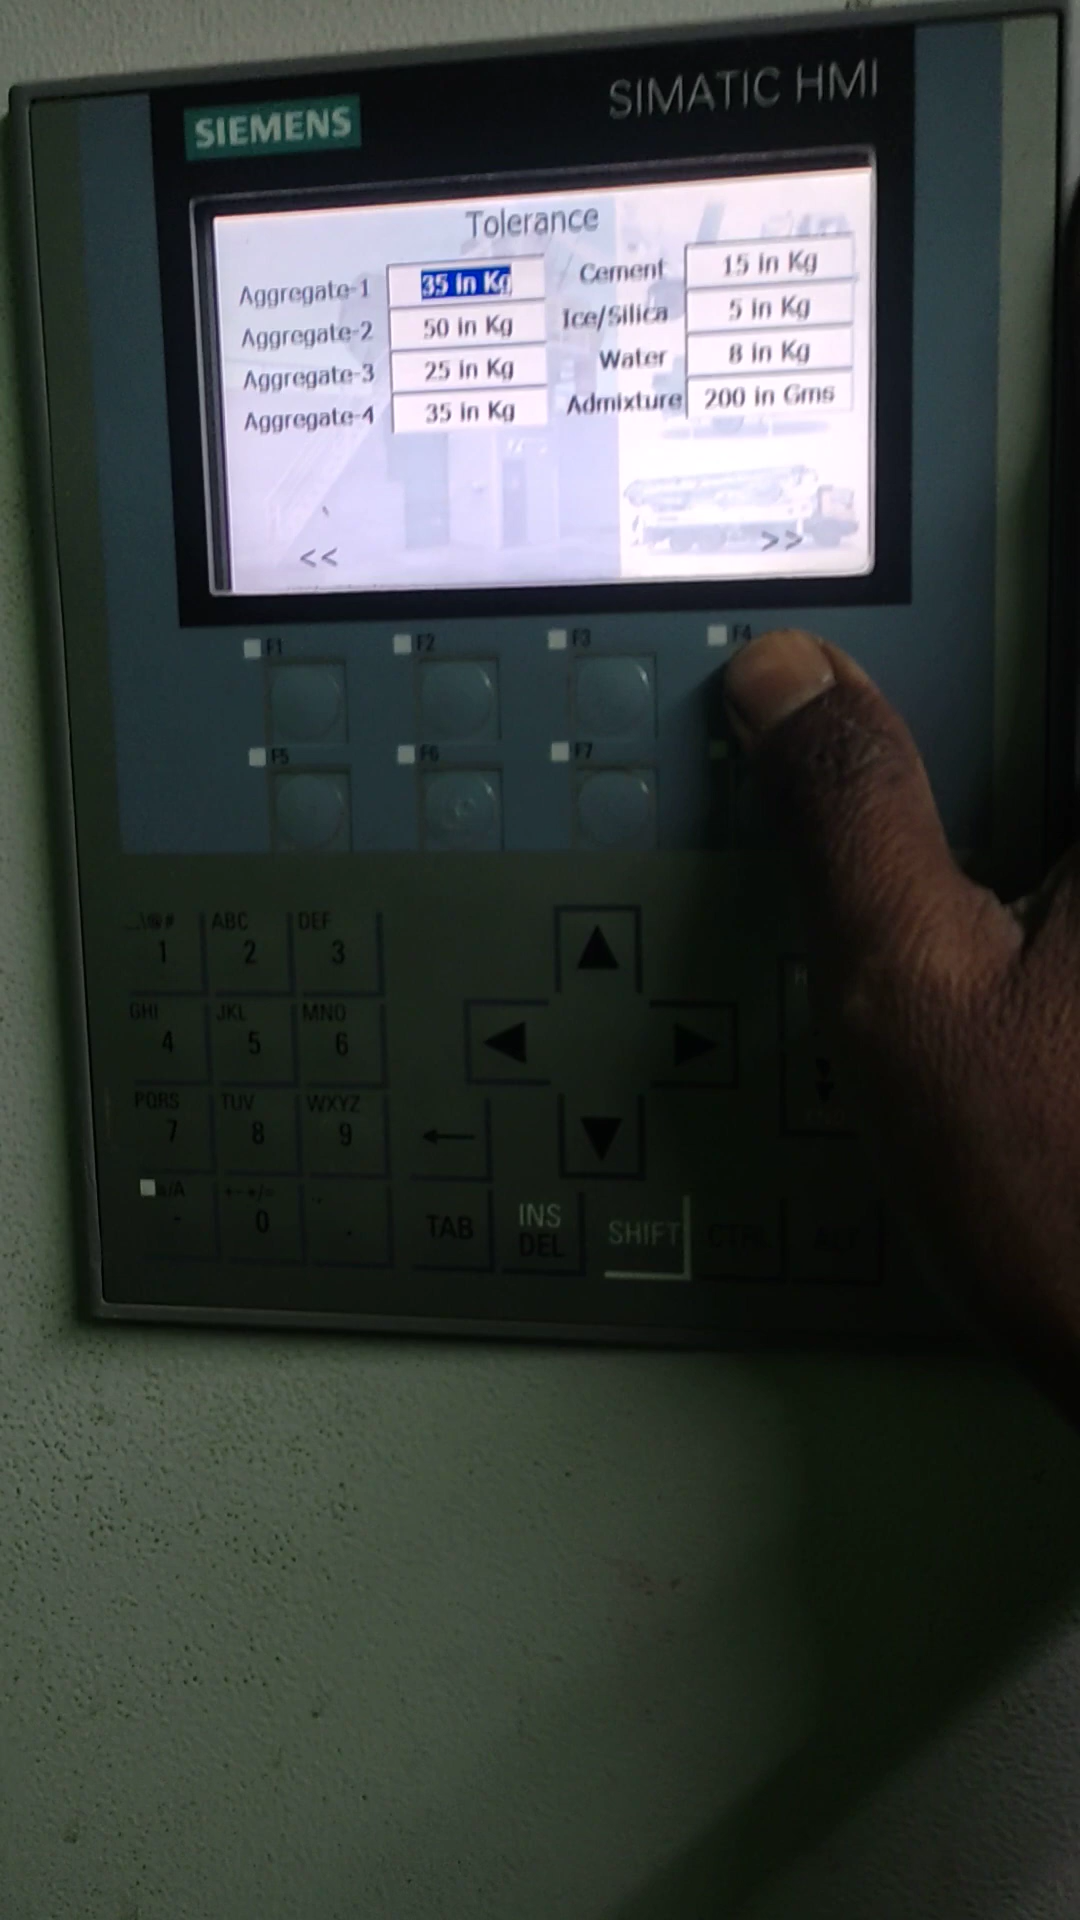 SIEMENS
SIMATIC HMI
Tolerance
Aggregate-1 35 in Kg
Aggregate-2 50 in Kg
Aggregate-3 25 in Kg
Aggregate-4 35 in Kg
Cement 15 in Kg
Ice/Silica 5 in Kg
Water 8 in Kg
Admixture 200 in Gms
<< >>
F1 F2 F3 F4
F5 F6 F7
ABC DEF
1 2 3
GHI JKL MNO
4 5 6
PQRS TUV WXYZ
7 8 9
0
TAB INS DEL SHIFT